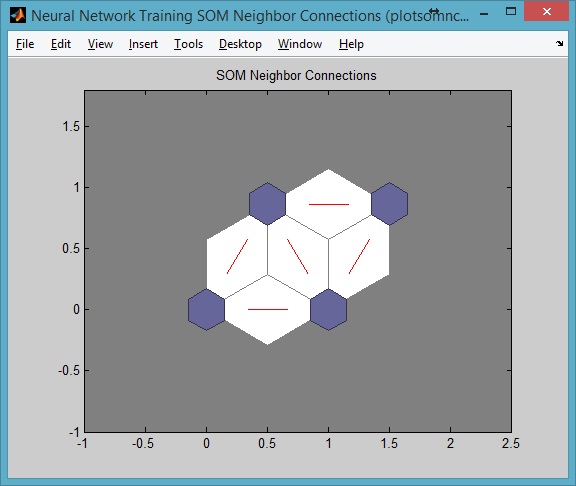 Neural Network Training SOM Neighbor Connections (plotsomnc...
File Edit View Insert Tools Desktop Window Help
SOM Neighbor Connections
1.5
1
0.5
0
-0.5
-1
-1 -0.5 0 0.5 1 1.5 2 2.5